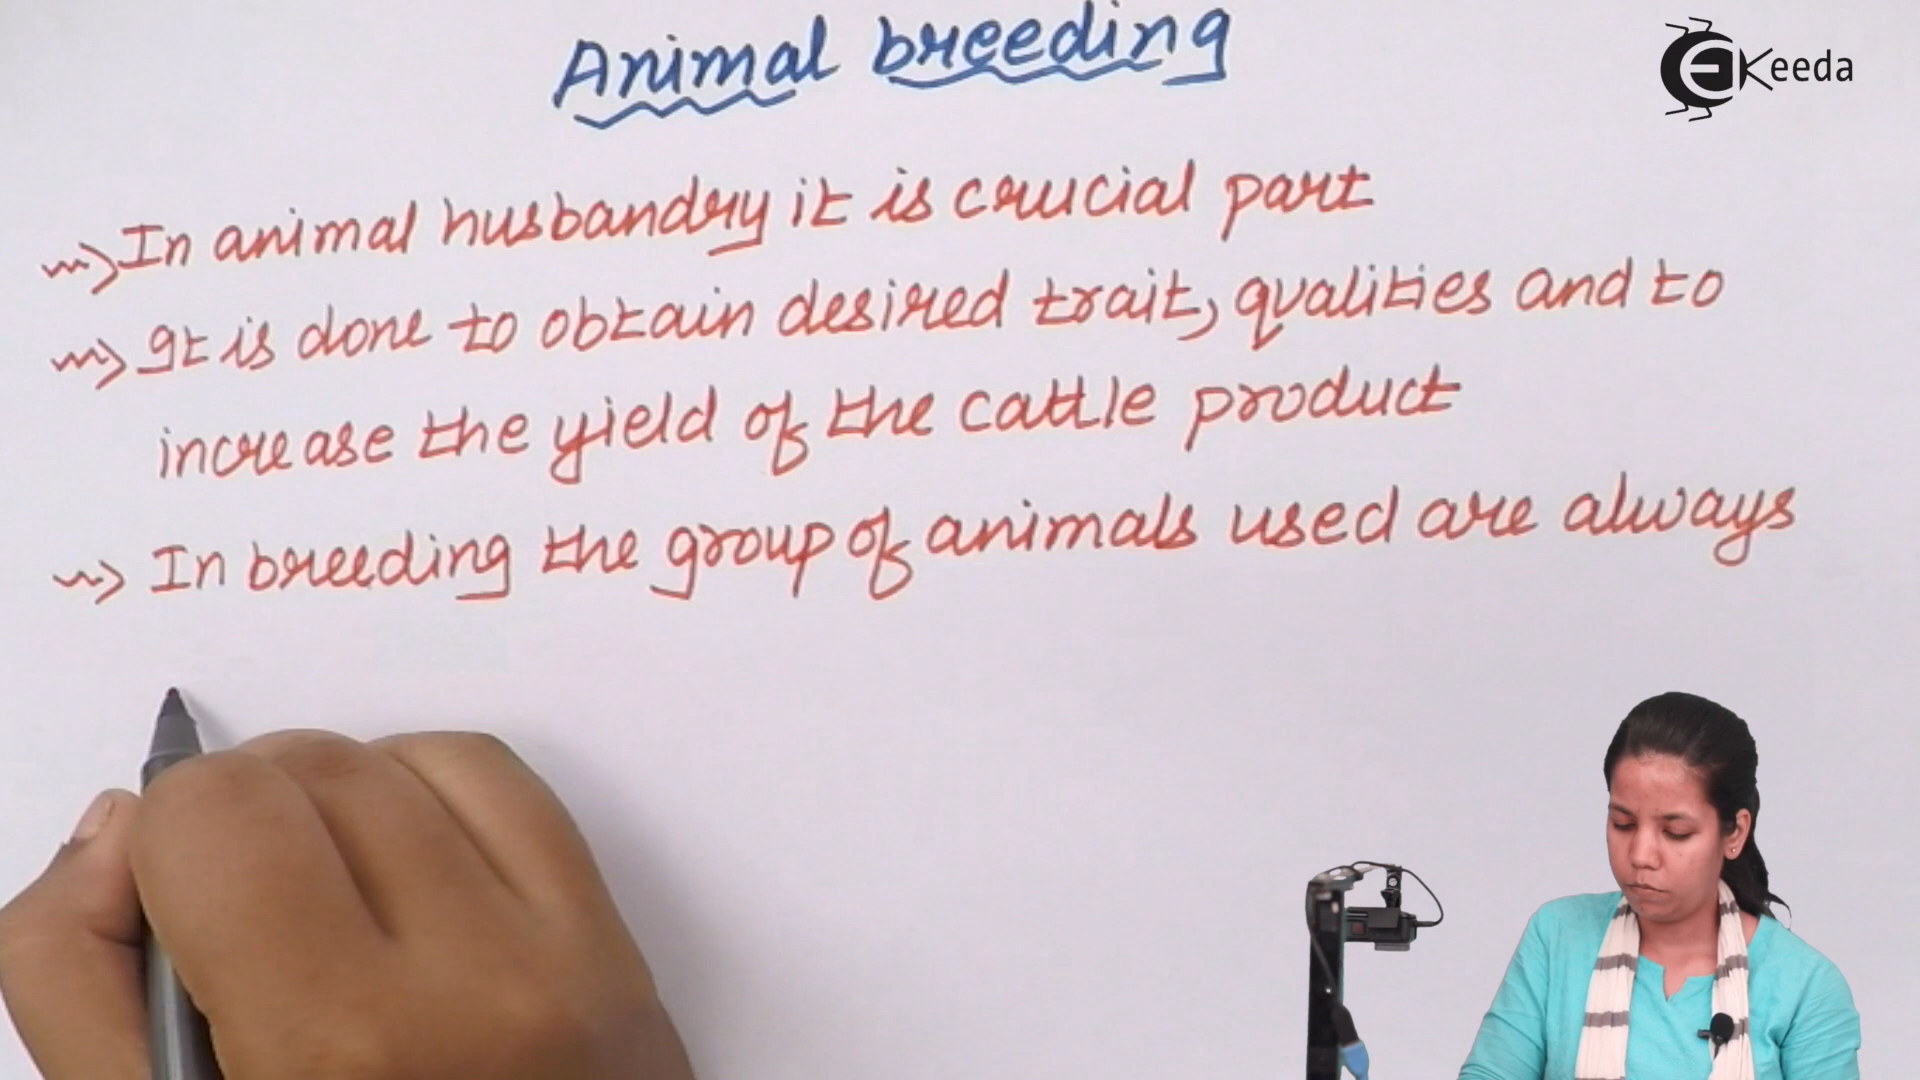 Animal breeding
EKeeda
In animal husbandry it is crucial part
It is done to obtain desired trait, qualities and to
increase the yield of the cattle product
In breeding the group of animals used are always